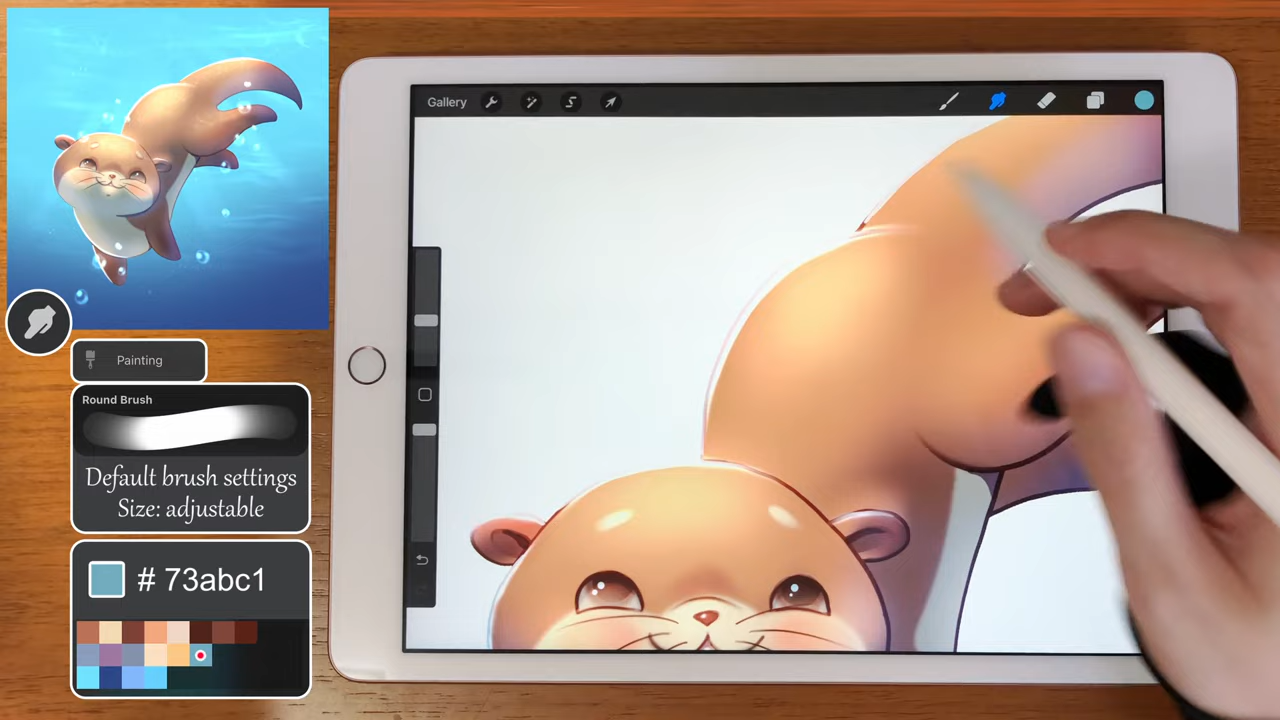 Gallery
Painting
Round Brush
Default brush settings
Size: adjustable
# 73abc1